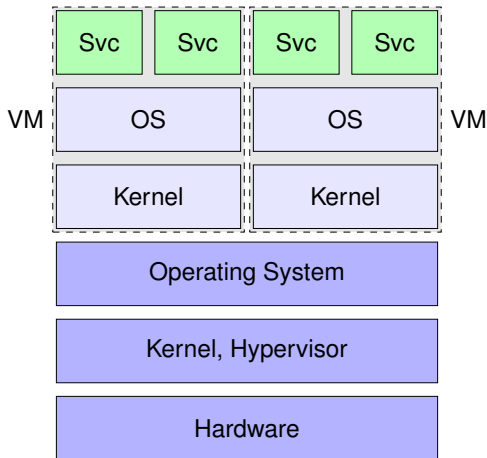 Svc Svc Svc Svc
VM OS OS VM
Kernel Kernel
Operating System
Kernel, Hypervisor
Hardware